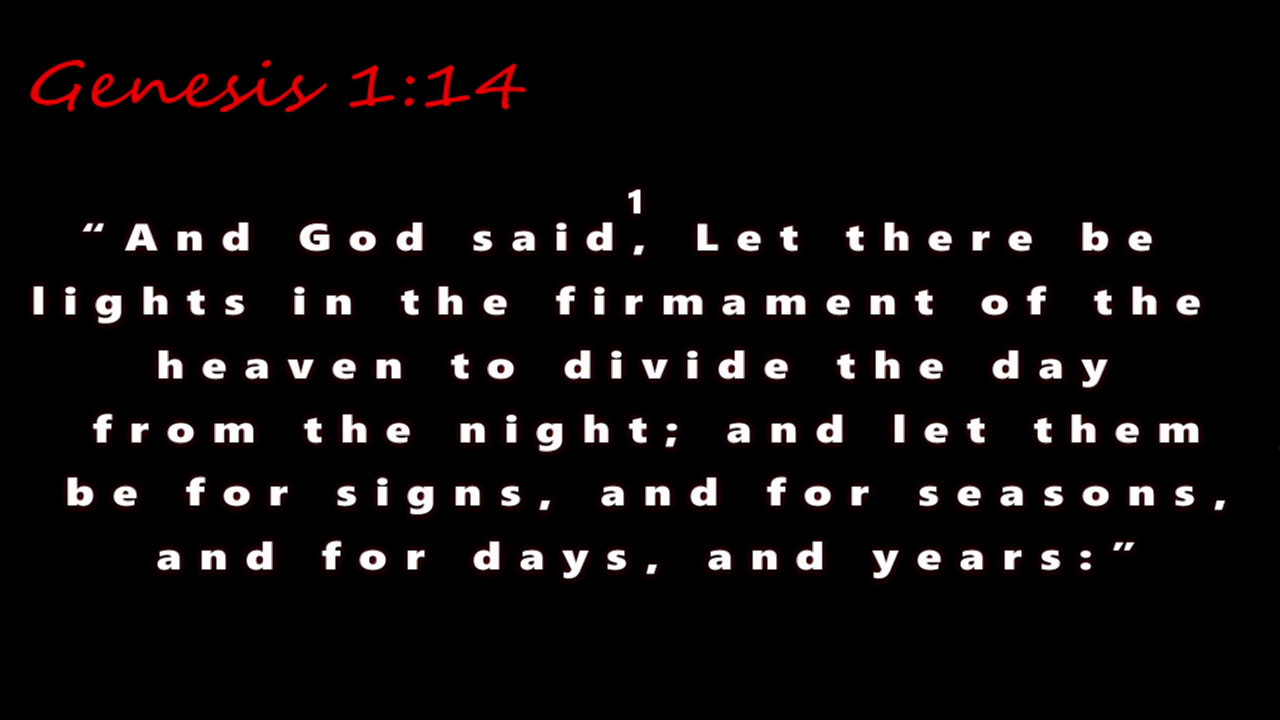 Genesis 1:14
1
“And God said, Let there be
lights in the firmament of the
heaven to divide the day
from the night; and let them
be for signs, and for seasons,
and for days, and years:”